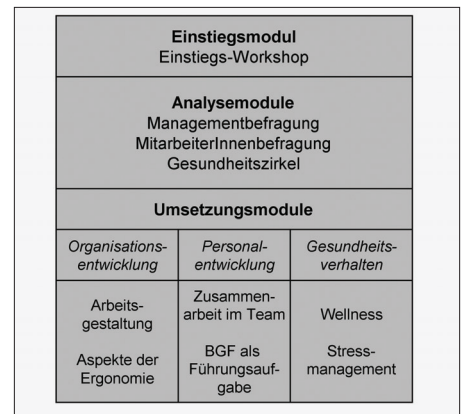 Einstiegsmodul
Einstiegs-Workshop
Analysemodule
Managementbefragung
MitarbeiterInnenbefragung
Gesundheitszirkel
Umsetzungsmodule
Organisations-
entwicklung
Personal-
entwicklung
Gesundheits-
verhalten
Arbeits-
gestaltung
Aspekte der
Ergonomie
Zusammen-
arbeit im Team
BGF als
Führungsauf-
gabe
Wellness
Stress-
management